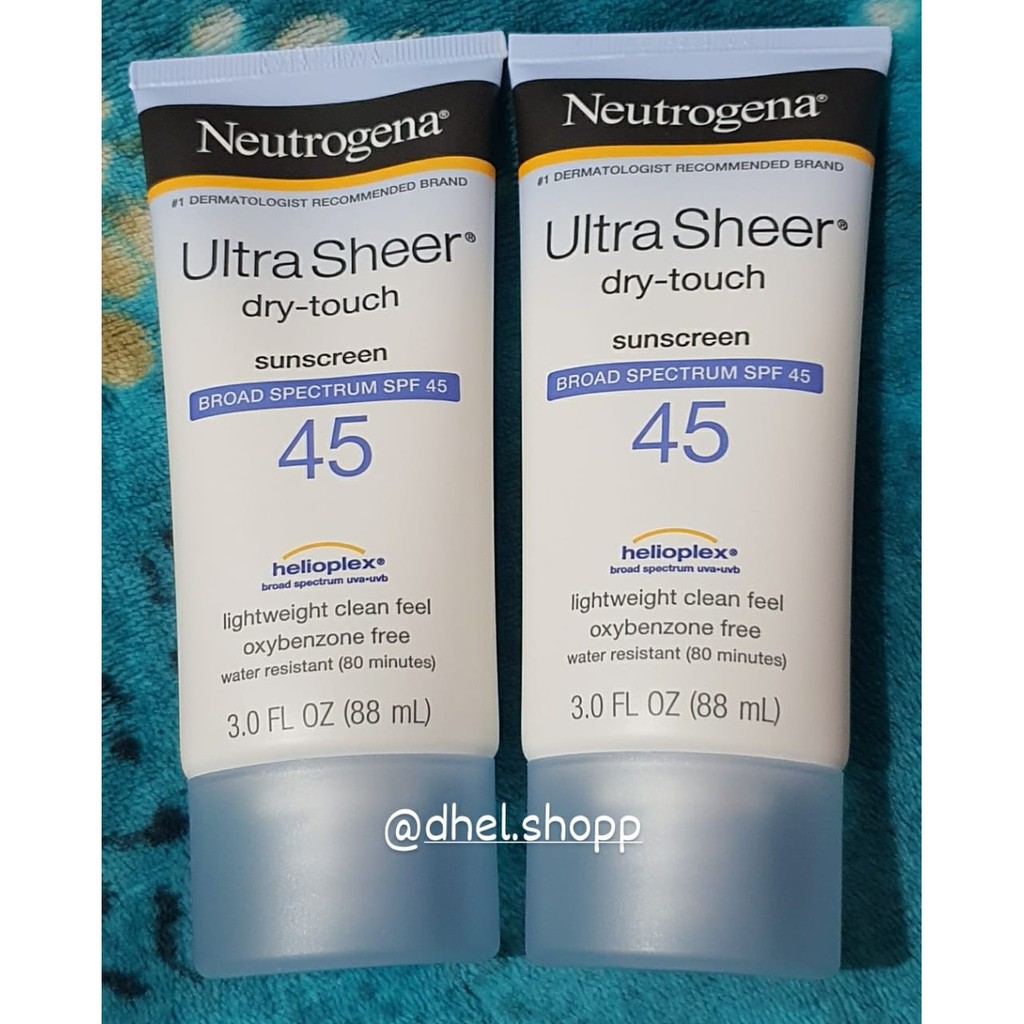 Neutrogena®
#1 DERMATOLOGIST RECOMMENDED BRAND
Ultra Sheer®
dry-touch
sunscreen
BROAD SPECTRUM SPF 45
45
helioplex®
broad spectrum uva•uvb
lightweight clean feel
oxybenzone free
water resistant (80 minutes)
3.0 FL OZ (88 mL)
Neutrogena®
#1 DERMATOLOGIST RECOMMENDED BRAND
Ultra Sheer®
dry-touch
sunscreen
BROAD SPECTRUM SPF 45
45
helioplex®
broad spectrum uva•uvb
lightweight clean feel
oxybenzone free
water resistant (80 minutes)
3.0 FL OZ (88 mL)
@dhel.shopp